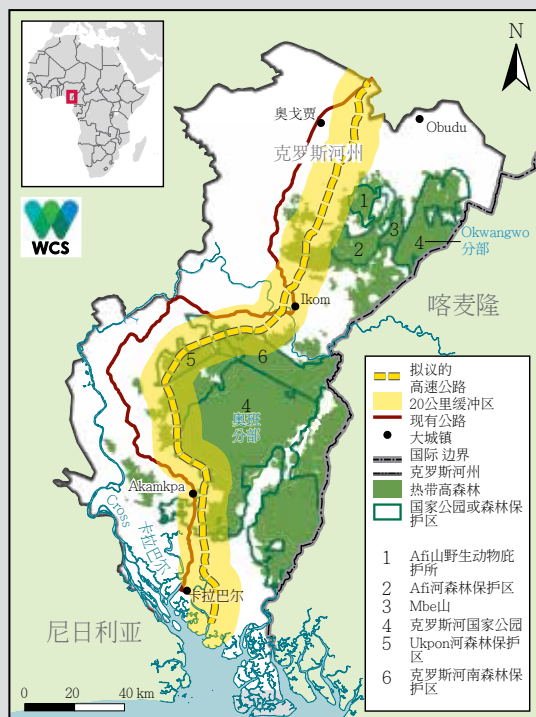 N
奥戈贾
Obudu
克罗斯河州
WCS
1
3
2
4
Okwangwo
分部
Ikom
喀麦隆
5
6
4
奥班
分部
Akamkpa
Cross
卡拉巴尔
卡拉巴尔
尼日利亚
0 20 40 km
拟议的
高速公路
20公里缓冲区
现有公路
大城镇
国际 边界
克罗斯河州
热带高森林
国家公园或森林保
护区
1 Afi山野生动物庇
护所
2 Afi河森林保护区
3 Mbe山
4 克罗斯河国家公园
5 Ukpon河森林保护
区
6 克罗斯河南森林保
护区